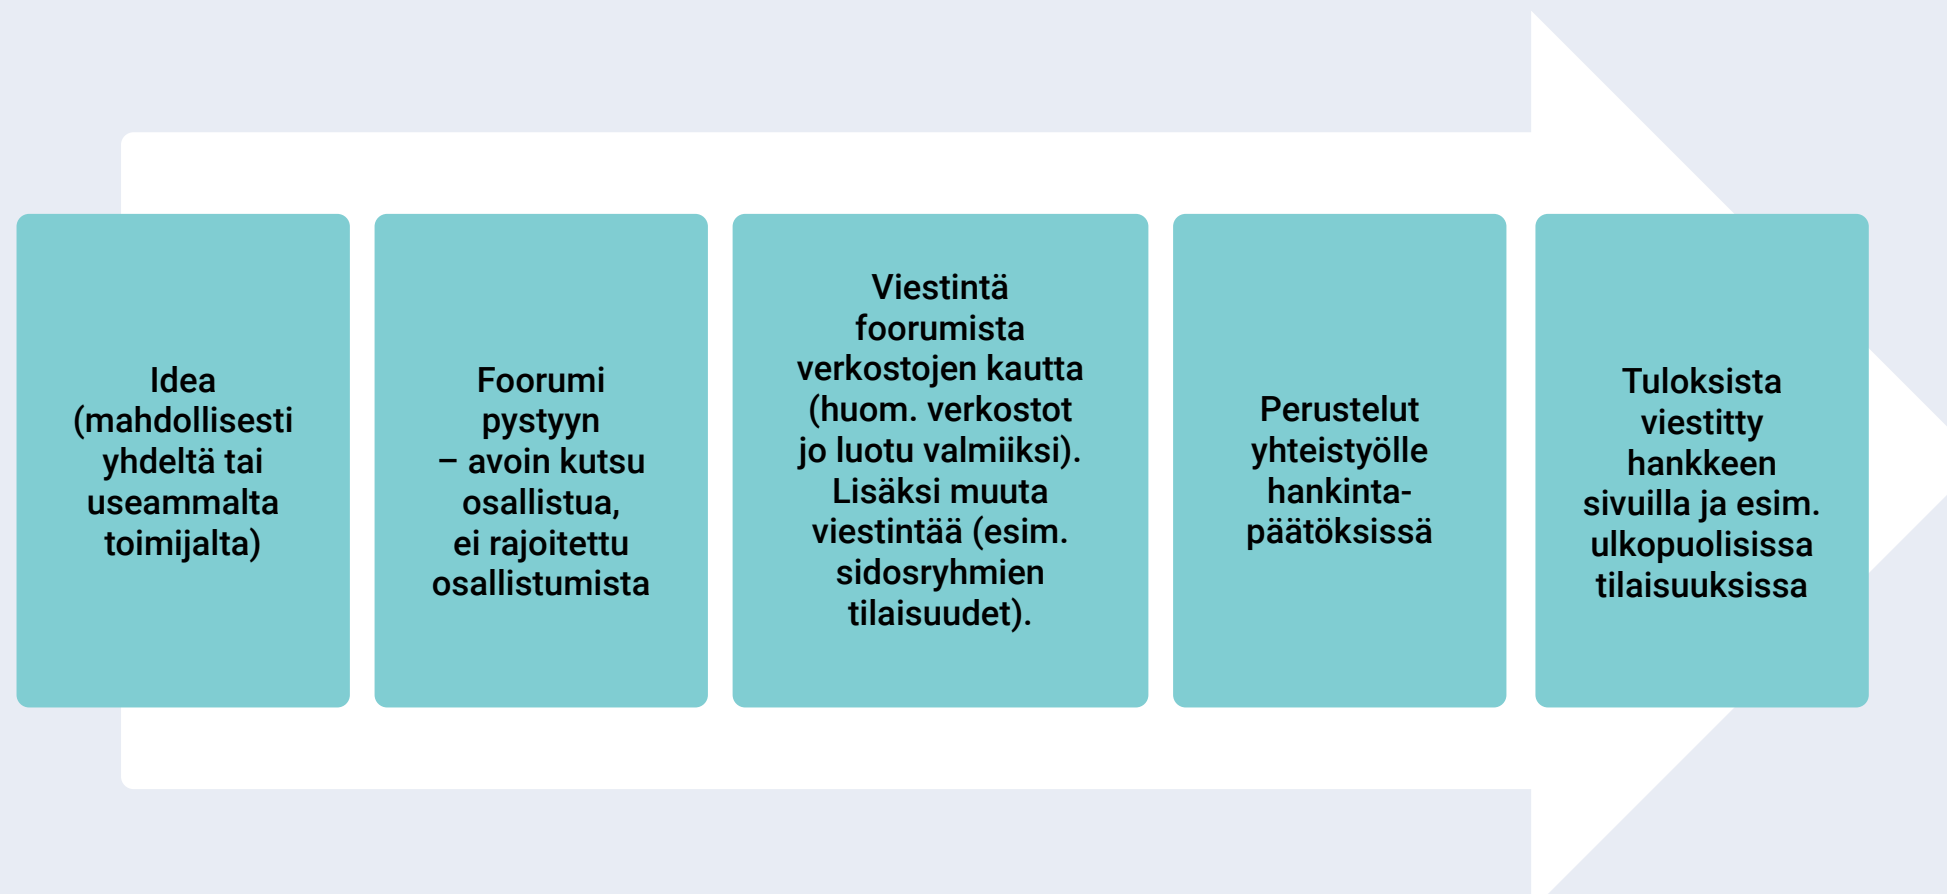 Idea
(mahdollisesti
yhdeltä tai
useammalta
toimijalta)
Foorumi
pystyyn
– avoin kutsu
osallistua,
ei rajoitettu
osallistumista
Viestintä
foorumista
verkostojen kautta
(huom. verkostot
jo luotu valmiiksi).
Lisäksi muuta
viestintää (esim.
sidosryhmien
tilaisuudet).
Perustelut
yhteistyölle
hankinta-
päätöksissä
Tuloksista
viestitty
hankkeen
sivuilla ja esim.
ulkopuolisissa
tilaisuuksissa